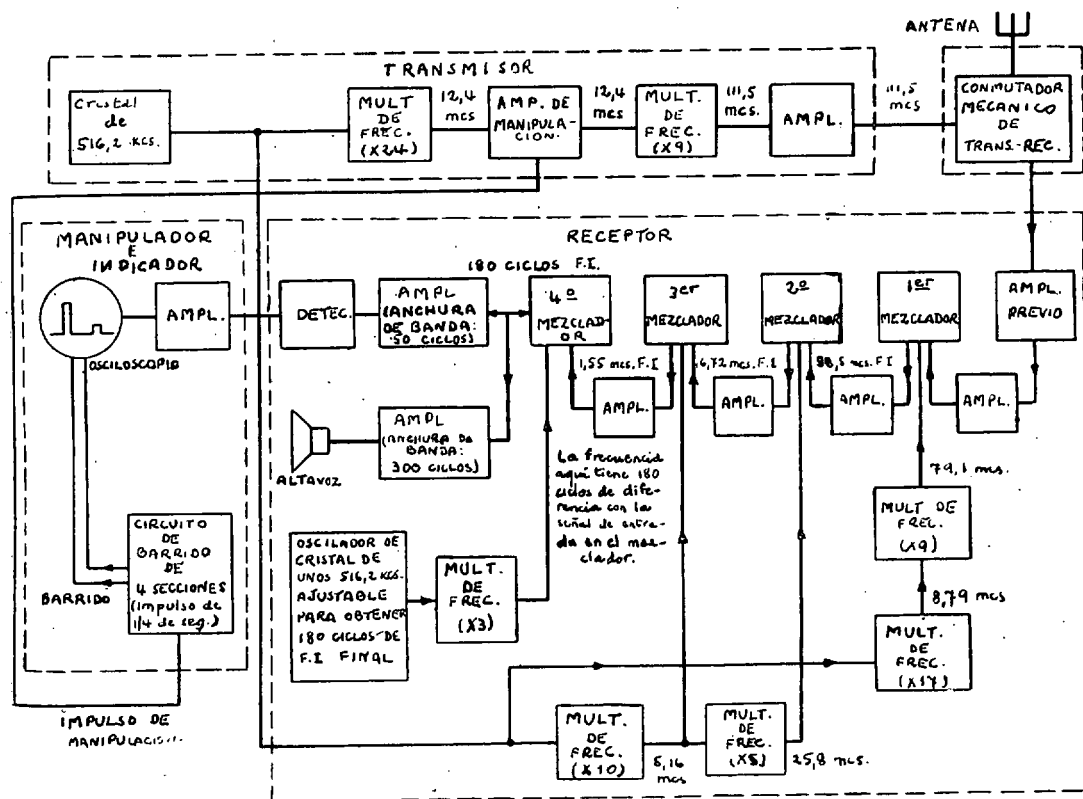 ANTENA
TRANSMISOR
Cristal
de
516,2 KCS.
MULT
DE
FREC.
(X24)
12,4
mcs
AMP. DE
MANIPULA-
CION.
12,4
mcs
MULT.
DE
FREC.
(X9)
111,5
mcs
AMPL.
111,5
mcs
CONMUTADOR
MECANICO
DE
TRANS-REC.
MANIPULADOR
E
INDICADOR
AMPL.
OSCILOSCOPIO
CIRCUITO
DE
BARRIDO
DE
4 SECCIONES
(Impulso de
1/4 de seg.)
BARRIDO
IMPULSO DE
MANIPULACION.
RECEPTOR
180 CICLOS F.I.
DETEC.
AMPL
(ANCHURA
DE BANDA:
50 CICLOS)
4º
MEZCLAD-
OR
3er
MEZCLADOR
2º
MEZCLADOR
1er
MEZCLADOR
AMPL
PREVIO
1,55 mcs. F.I
AMPL.
6,72 mcs. F.I
AMPL.
88,5 mcs. F.I
AMPL.
AMPL.
ALTAVOZ
AMPL
(ANCHURA DE
BANDA:
300 CICLOS)
La frecuencia
aquí tiene 180
ciclos de dife-
rencia con la
señal de entra-
da en el mez-
clador.
79,1 mcs.
MULT DE
FREC.
(X9)
8,79 mcs
MULT.
DE
FREC.
(X17)
OSCILADOR DE
CRISTAL DE
UNOS 516,2 KCS.
AJUSTABLE
PARA OBTENER
180 CICLOS DE
F.I FINAL
MULT.
DE
FREC.
(X3)
MULT.
DE
FREC.
(X10)
5,16
mcs
MULT.
DE
FREC.
(X5)
25,8 mcs.